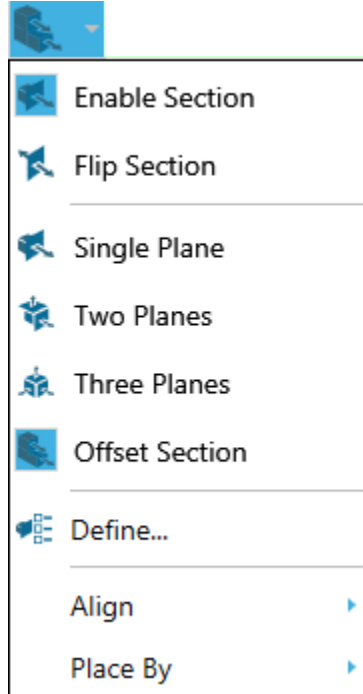 Enable Section
Flip Section
Single Plane
Two Planes
Three Planes
Offset Section
Define...
Align
Place By